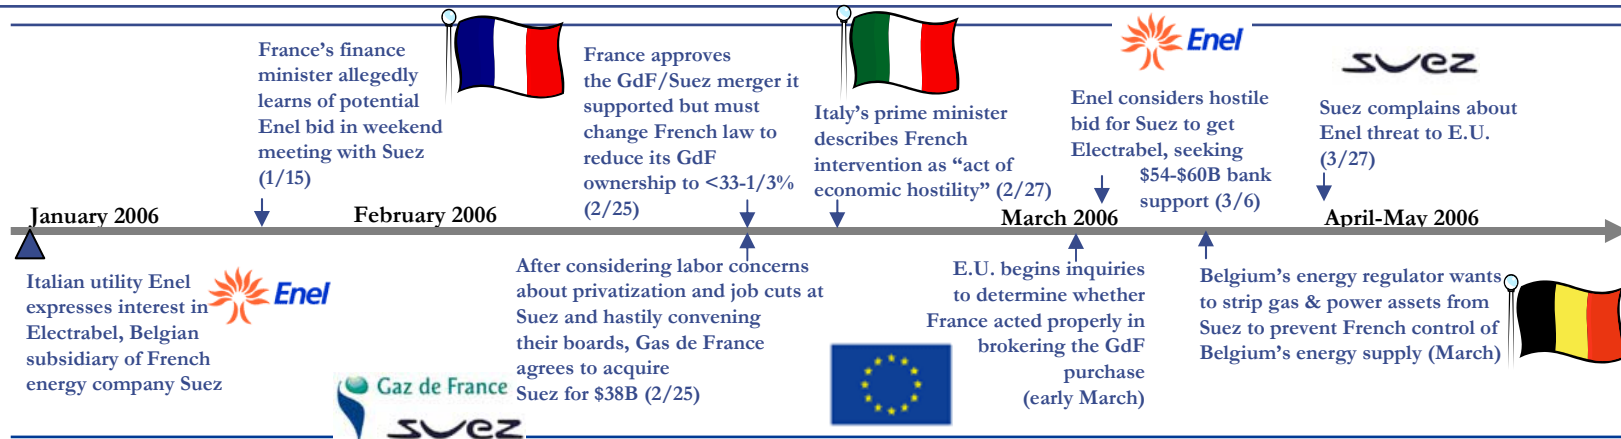 France's finance
minister allegedly
learns of potential
Enel bid in weekend
meeting with Suez
(1/15)
France approves
the GdF/Suez merger it
supported but must
change French law to
reduce its GdF
ownership to <33-1/3%
(2/25)
Italy's prime minister
describes French
intervention as “act of
economic hostility” (2/27)
Enel
Enel considers hostile
bid for Suez to get
Electrabel, seeking
$54-$60B bank
support (3/6)
suez
Suez complains about
Enel threat to E.U.
(3/27)
January 2006
February 2006
March 2006
April-May 2006
Italian utility Enel
expresses interest in
Electrabel, Belgian
subsidiary of French
energy company Suez
Enel
Gaz de France
suez
After considering labor concerns
about privatization and job cuts at
Suez and hastily convening
their boards, Gas de France
agrees to acquire
Suez for $38B (2/25)
E.U. begins inquiries
to determine whether
France acted properly in
brokering the GdF
purchase
(early March)
Belgium's energy regulator wants
to strip gas & power assets from
Suez to prevent French control of
Belgium's energy supply (March)